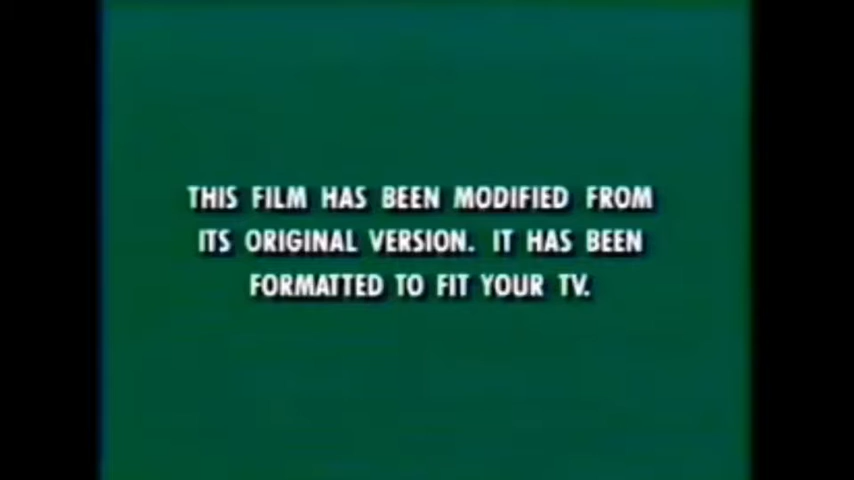 THIS FILM HAS BEEN MODIFIED FROM
ITS ORIGINAL VERSION. IT HAS BEEN
FORMATTED TO FIT YOUR TV.